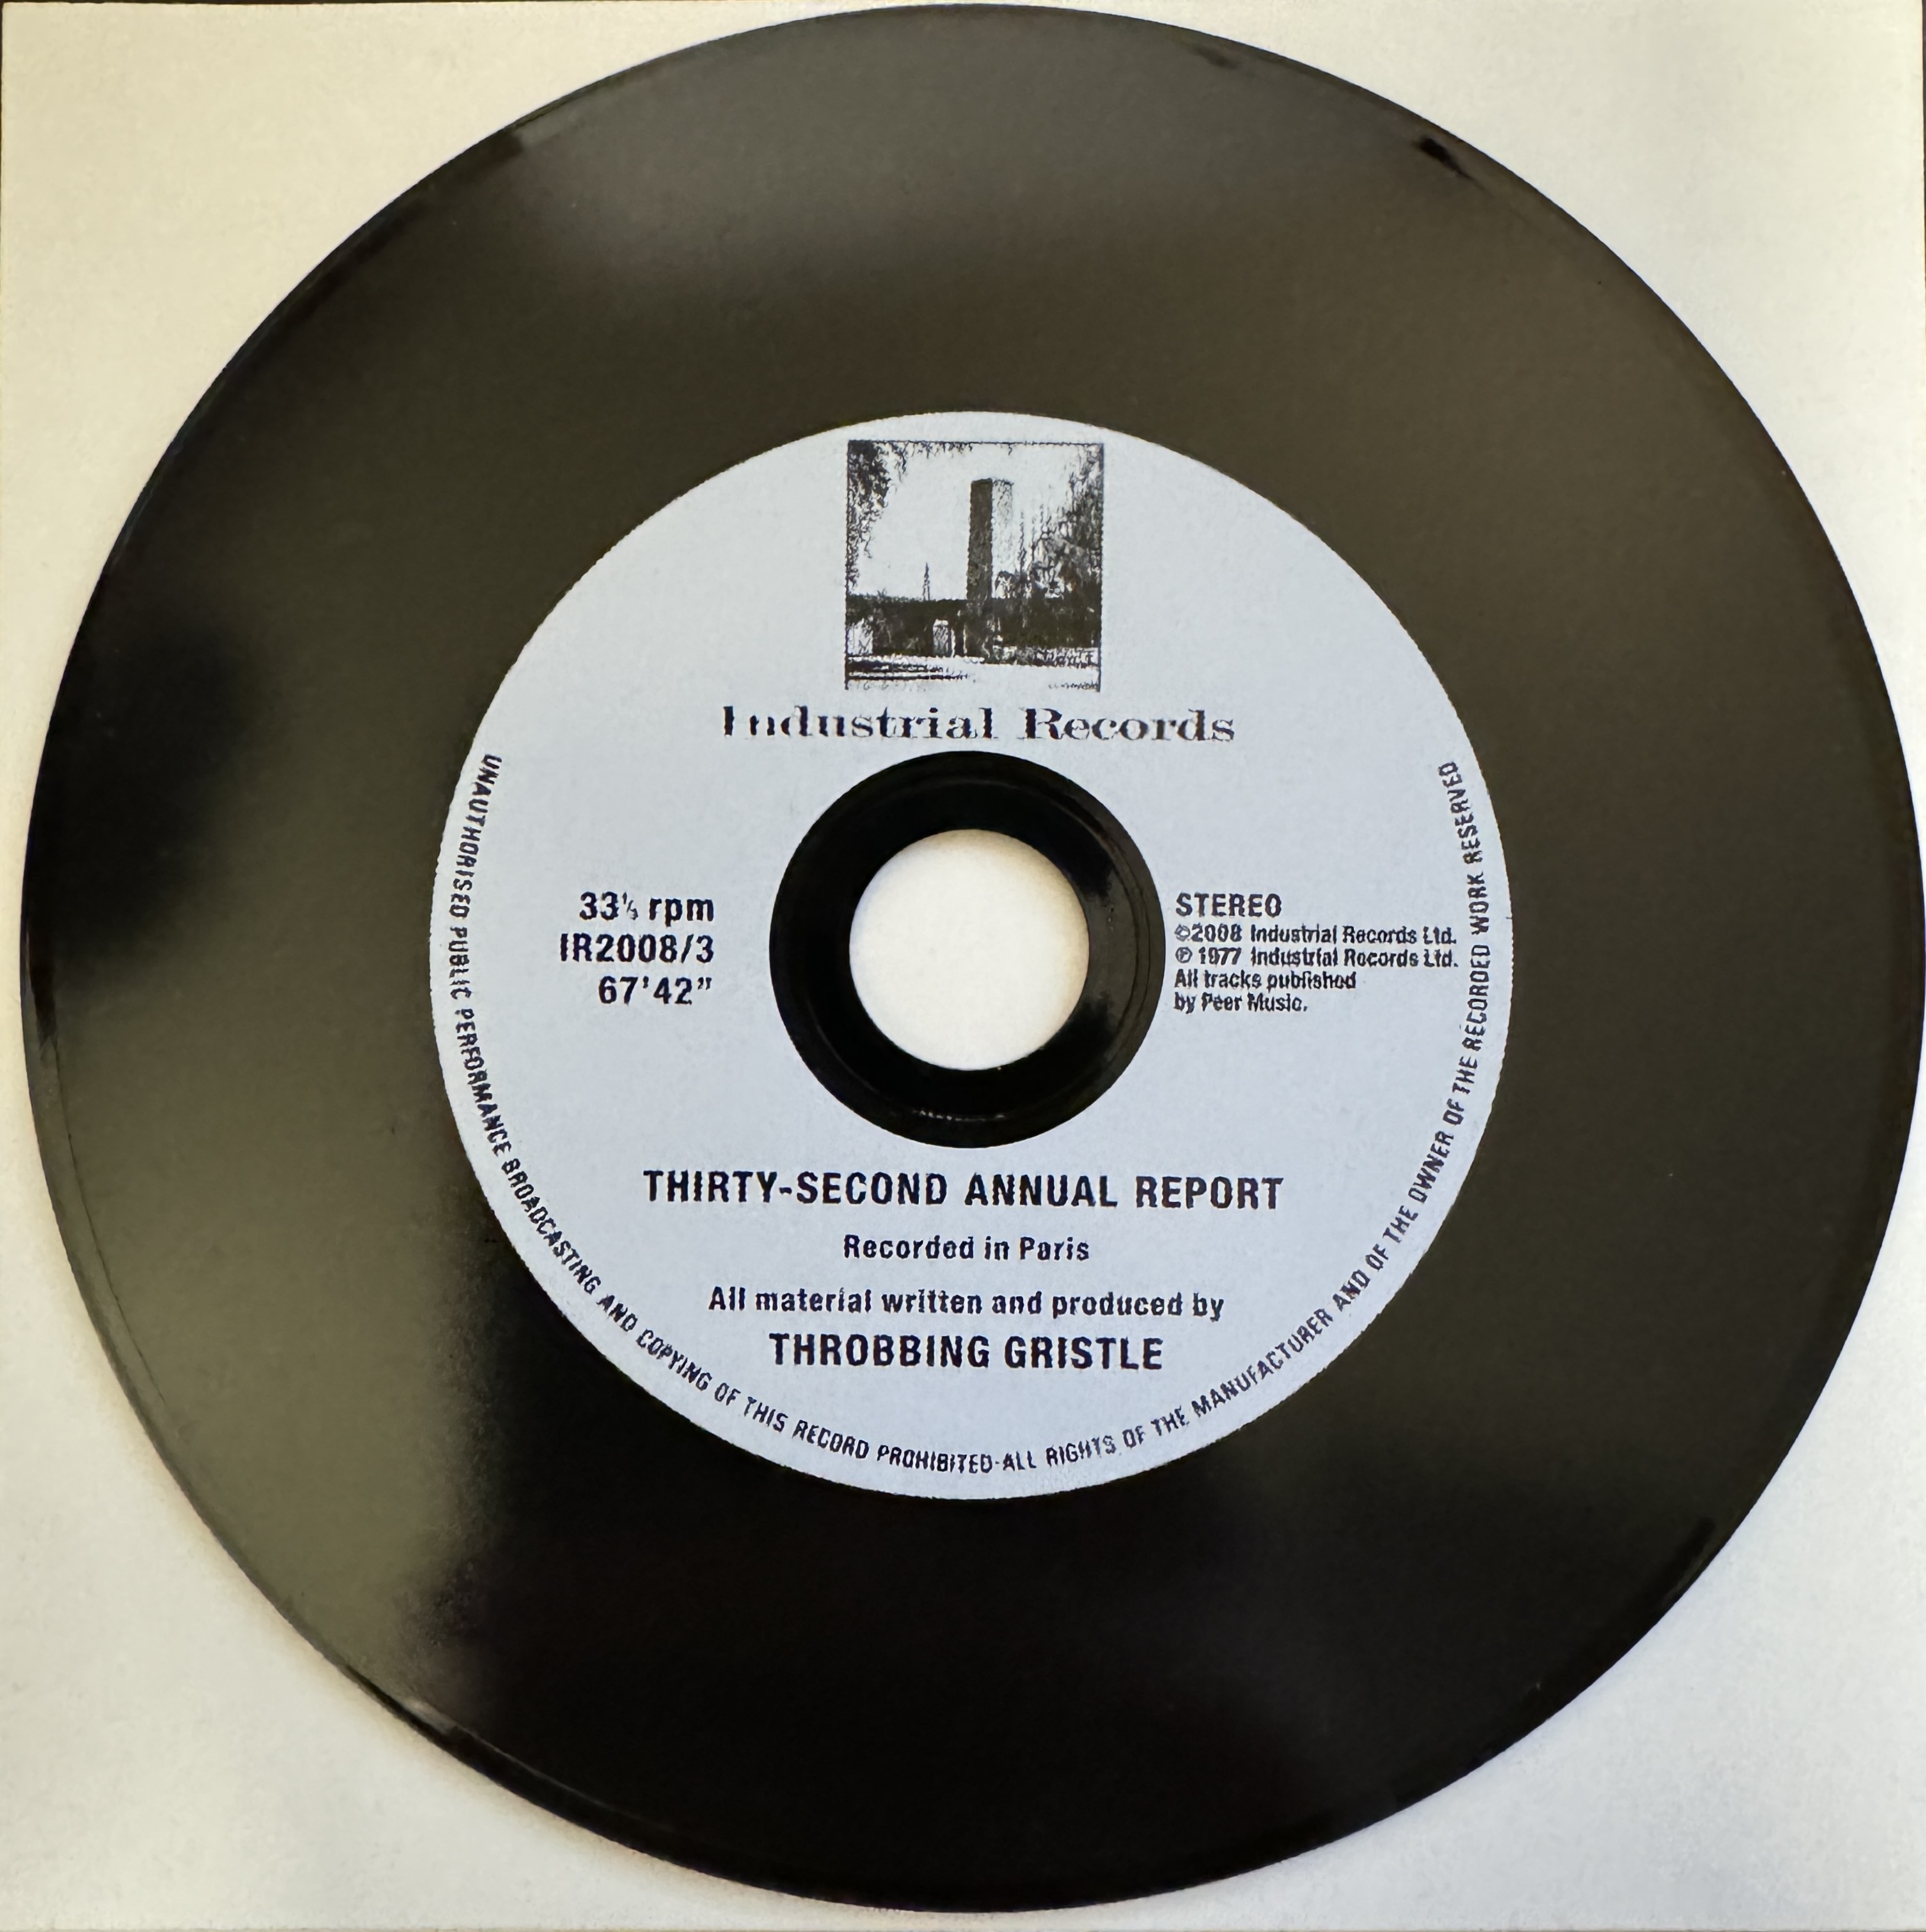 Industrial Records
33⅓ rpm
IR2008/3
67'42"
STEREO
©2008 Industrial Records Ltd.
℗ 1977 Industrial Records Ltd.
All tracks published
by Peer Music.
THIRTY-SECOND ANNUAL REPORT
Recorded in Paris
All material written and produced by
THROBBING GRISTLE
UNAUTHORISED PUBLIC PERFORMANCE BROADCASTING AND COPYING OF THIS RECORD PROHIBITED-ALL RIGHTS OF THE MANUFACTURER AND OF THE OWNER OF THE RECORDED WORK RESERVED